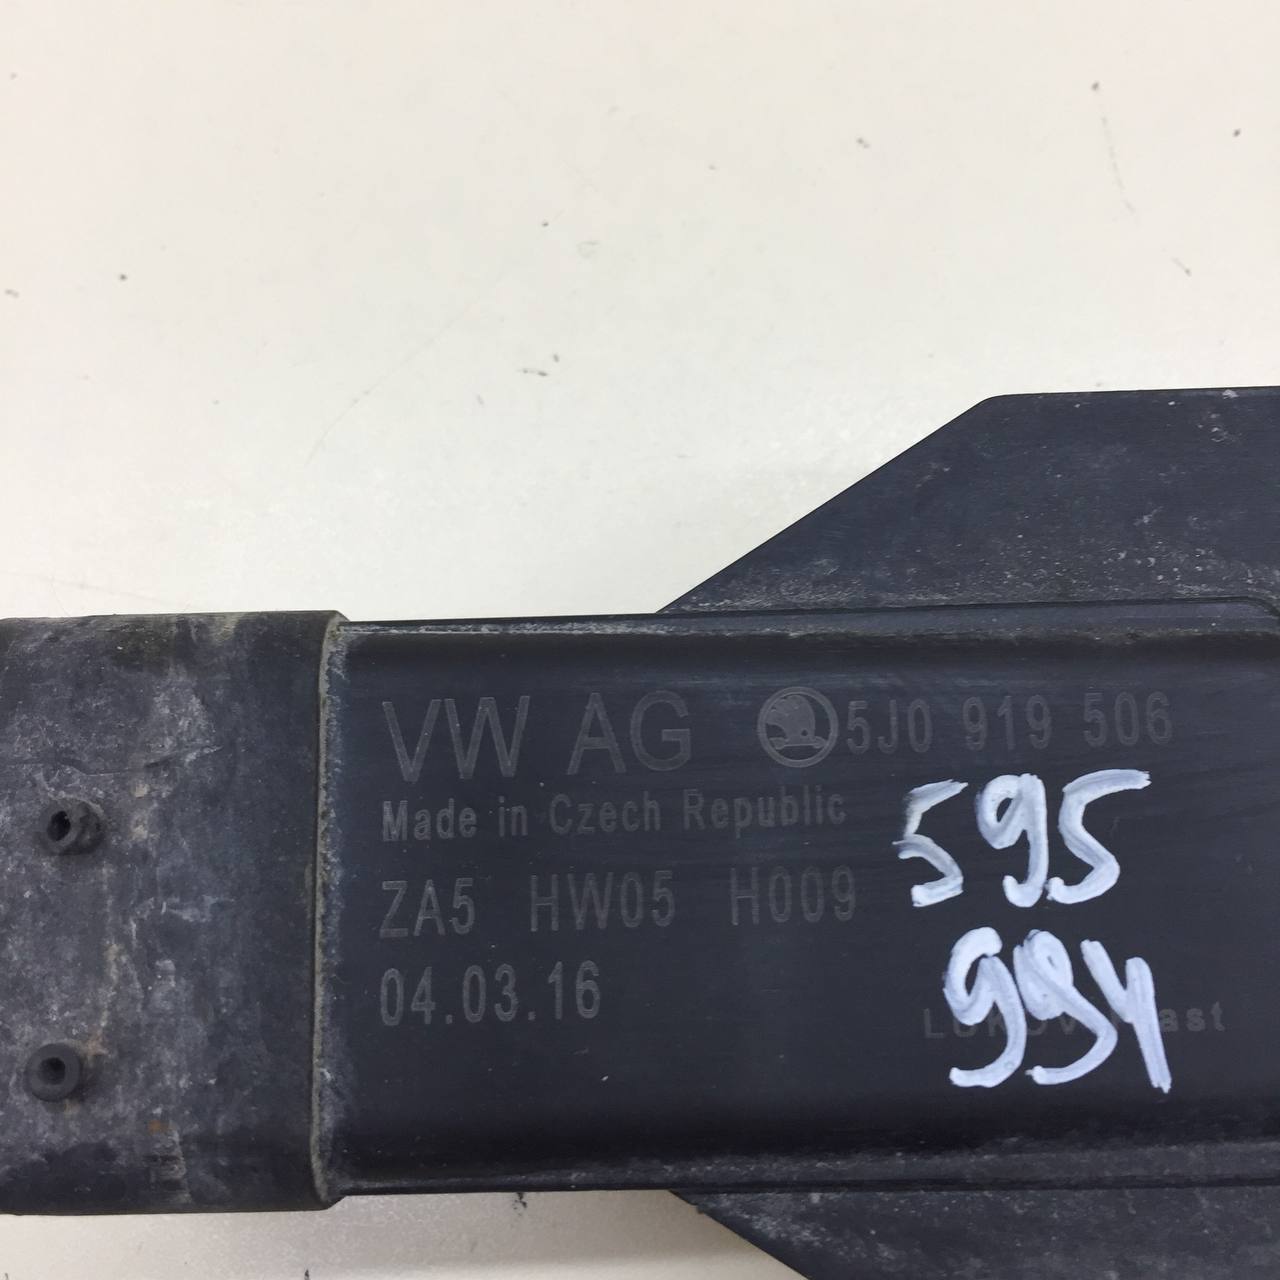 VW AG 5J0 919 506
Made in Czech Republic
595
ZA5 HW05 H009
994
04.03.16